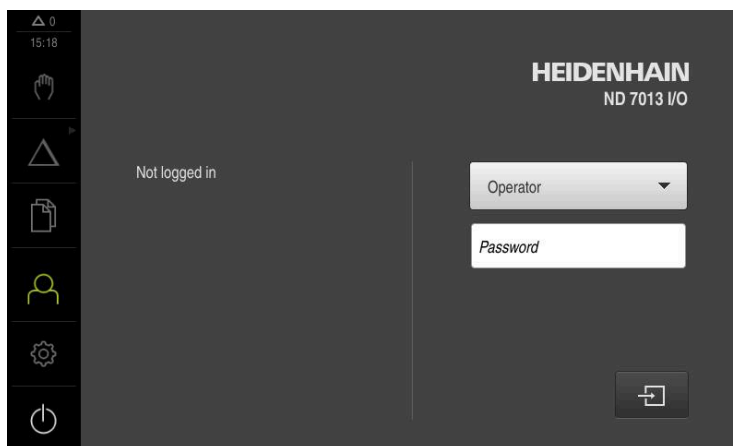 0
15:18
HEIDENHAIN
ND 7013 I/O
Not logged in
Operator
Password